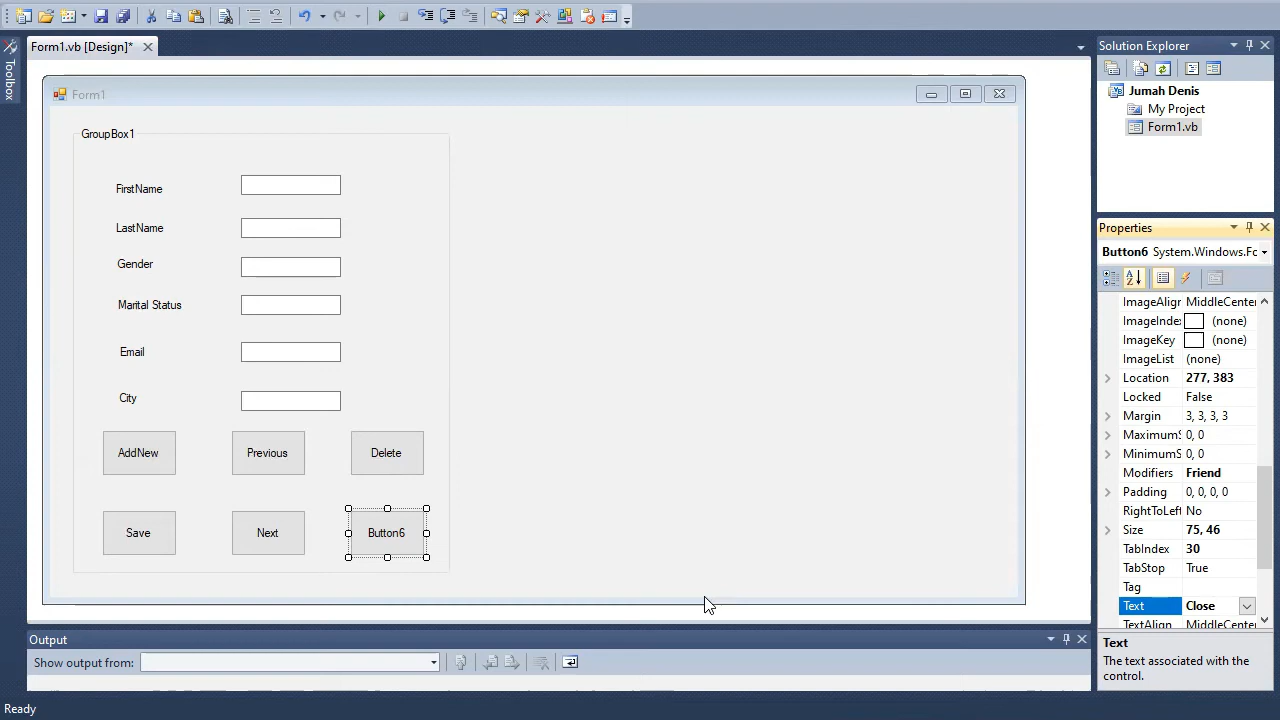 Form1.vb [Design]*
Toolbox
Form1
GroupBox1
FirstName
LastName
Gender
Marital Status
Email
City
AddNew Previous Delete
Save Next Button6
Solution Explorer
Jumah Denis
My Project
Form1.vb
Properties
Button6 System.Windows.Fc
ImageAlign MiddleCenter
ImageIndex (none)
ImageKey (none)
ImageList (none)
Location 277, 383
Locked False
Margin 3, 3, 3, 3
MaximumS 0, 0
MinimumS 0, 0
Modifiers Friend
Padding 0, 0, 0, 0
RightToLeft No
Size 75, 46
TabIndex 30
TabStop True
Tag
Text Close
TextAlign MiddleCenter
Text
The text associated with the
control.
Output
Show output from:
Ready